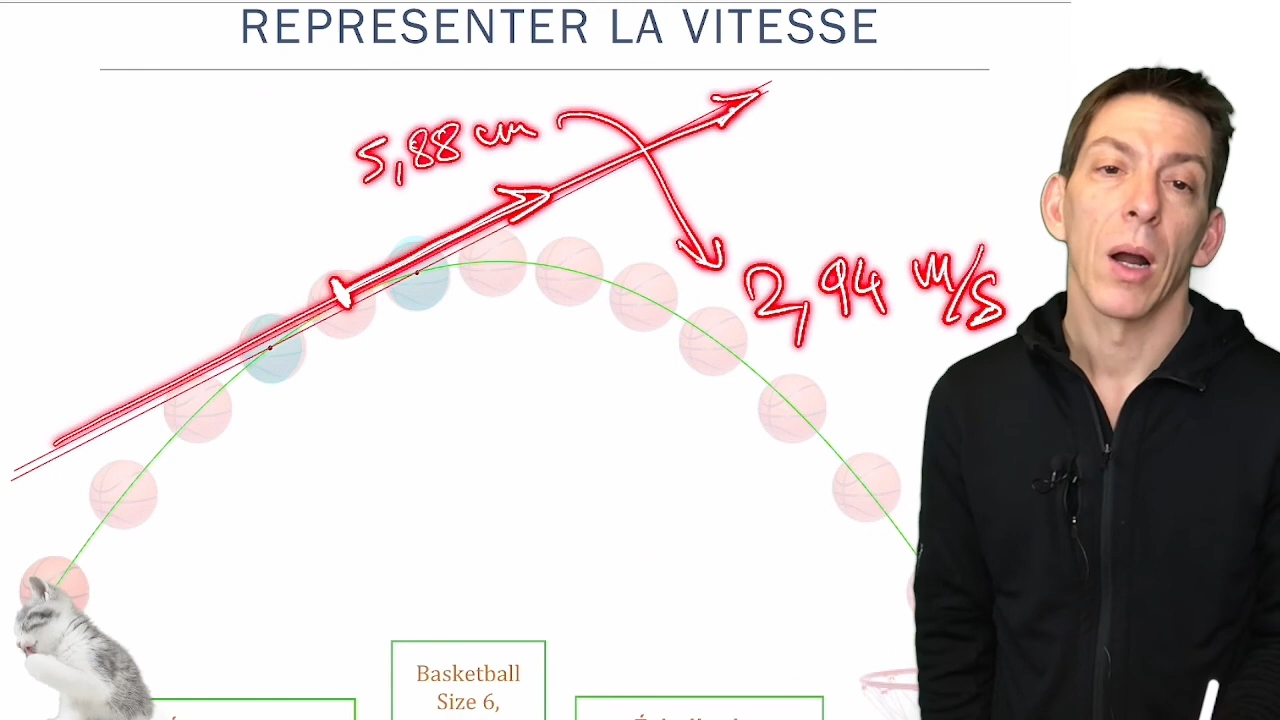 REPRESENTER LA VITESSE
5,88 cm
2,94 m/s
Basketball
Size 6,